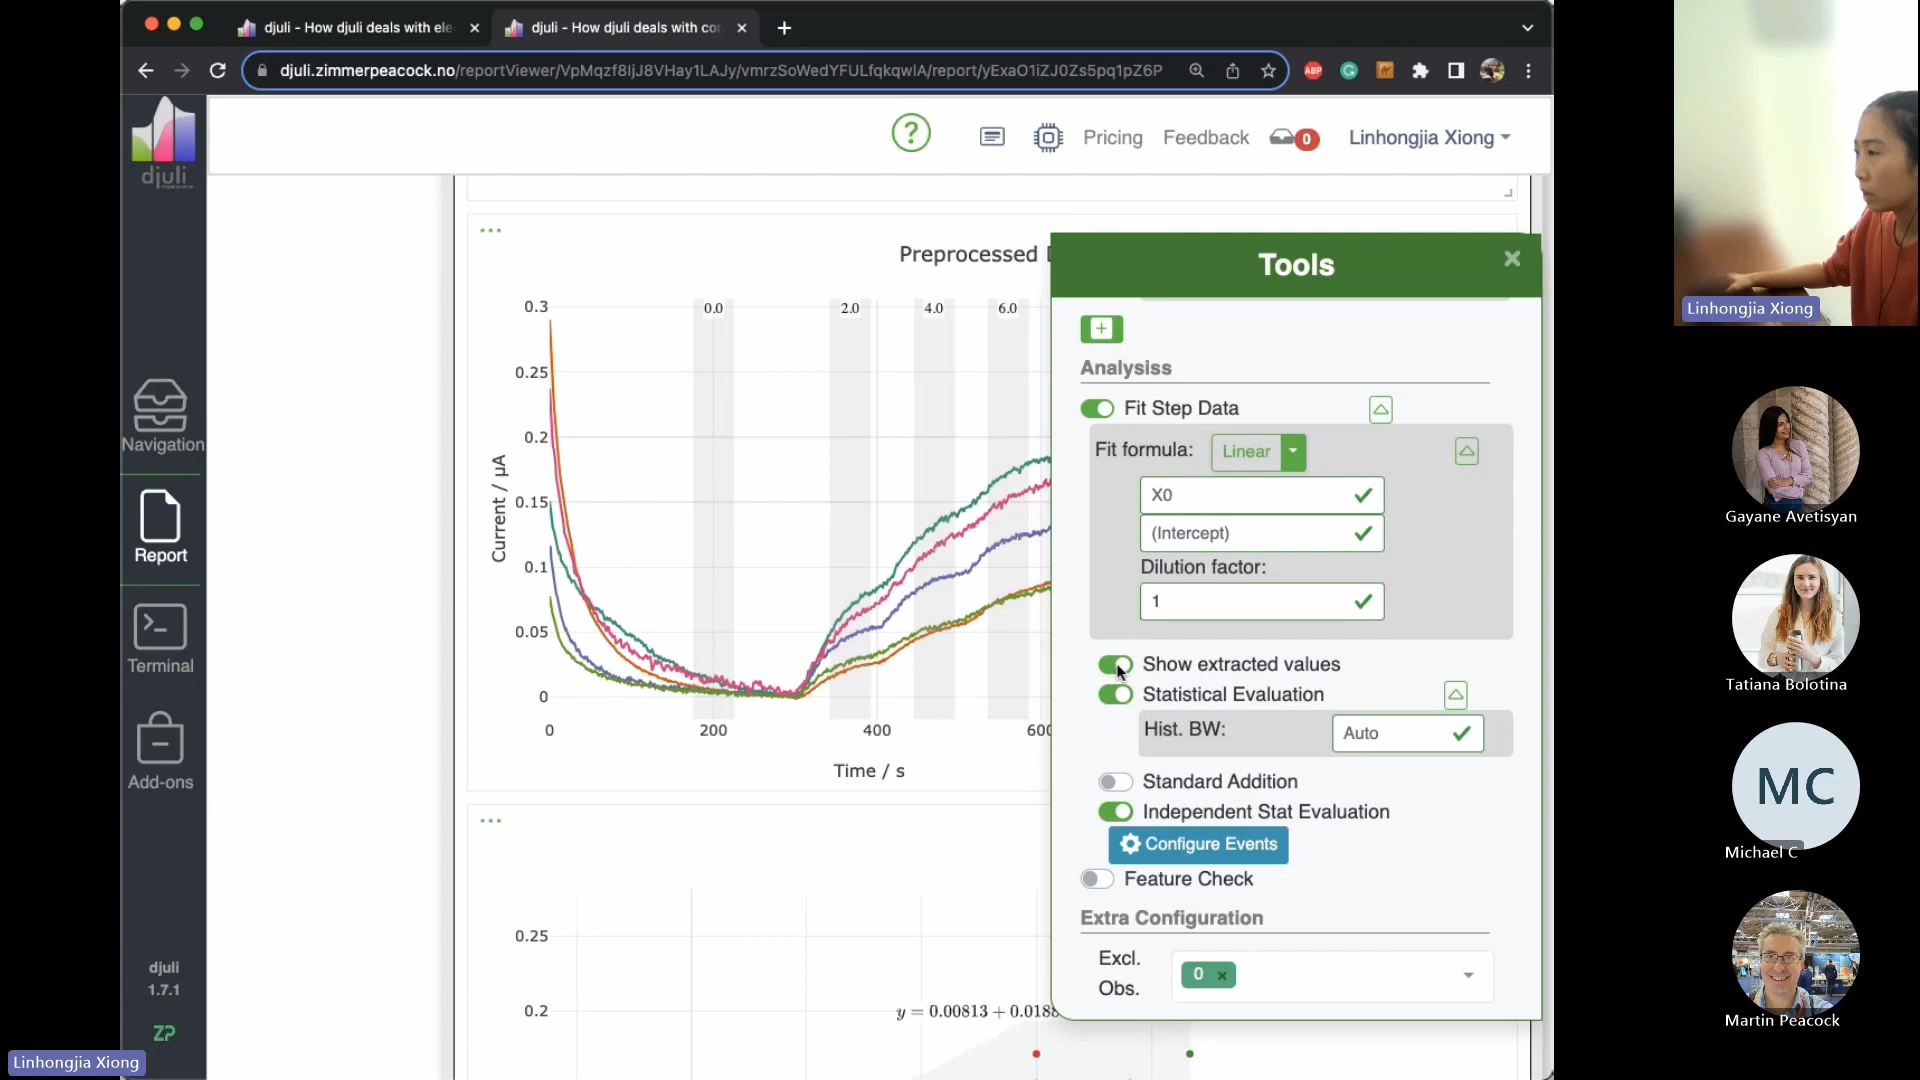 djuli - How djuli deals with ele
djuli - How djuli deals with cor
djuli.zimmerpeacock.no/reportViewer/VpMqzf8IjJ8VHay1LAJy/vmrzSoWedYFULfqkqwIA/report/yExaO1iZJ0Zs5pq1pZ6P
ABP
djuli
?
Pricing
Feedback
0
Linhongjia Xiong
Navigation
Report
Terminal
Add-ons
djuli
1.7.1
ZP
Preprocessed
0.0
2.0
4.0
6.0
0.3
0.25
0.2
0.15
0.1
0.05
0
Current / μA
0
200
400
600
Time / s
0.25
0.2
y = 0.00813 + 0.0188
Tools
Analysiss
Fit Step Data
Fit formula:
Linear
X0
(Intercept)
Dilution factor:
1
Show extracted values
Statistical Evaluation
Hist. BW:
Auto
Standard Addition
Independent Stat Evaluation
Configure Events
Feature Check
Extra Configuration
Excl.
Obs.
0 ×
Linhongjia Xiong
Gayane Avetisyan
Tatiana Bolotina
MC
Michael C
Martin Peacock
Linhongjia Xiong